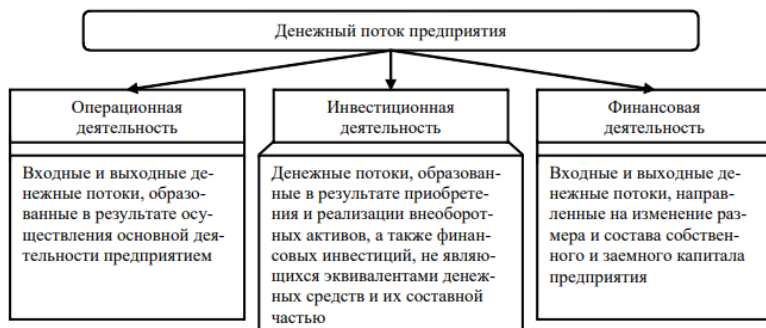 Денежный поток предприятия
Операционная
деятельность
Входные и выходные де-
нежные потоки, образо-
ванные в результате осу-
ществления основной дея-
тельности предприятием
Инвестиционная
деятельность
Денежные потоки, образован-
ные в результате приобрете-
ния и реализации внеоборот-
ных активов, а также финан-
совых инвестиций, не являю-
щихся эквивалентами денеж-
ных средств и их составной
частью
Финансовая
деятельность
Входные и выходные де-
нежные потоки, направ-
ленные на изменение раз-
мера и состава собствен-
ного и заемного капитала
предприятия